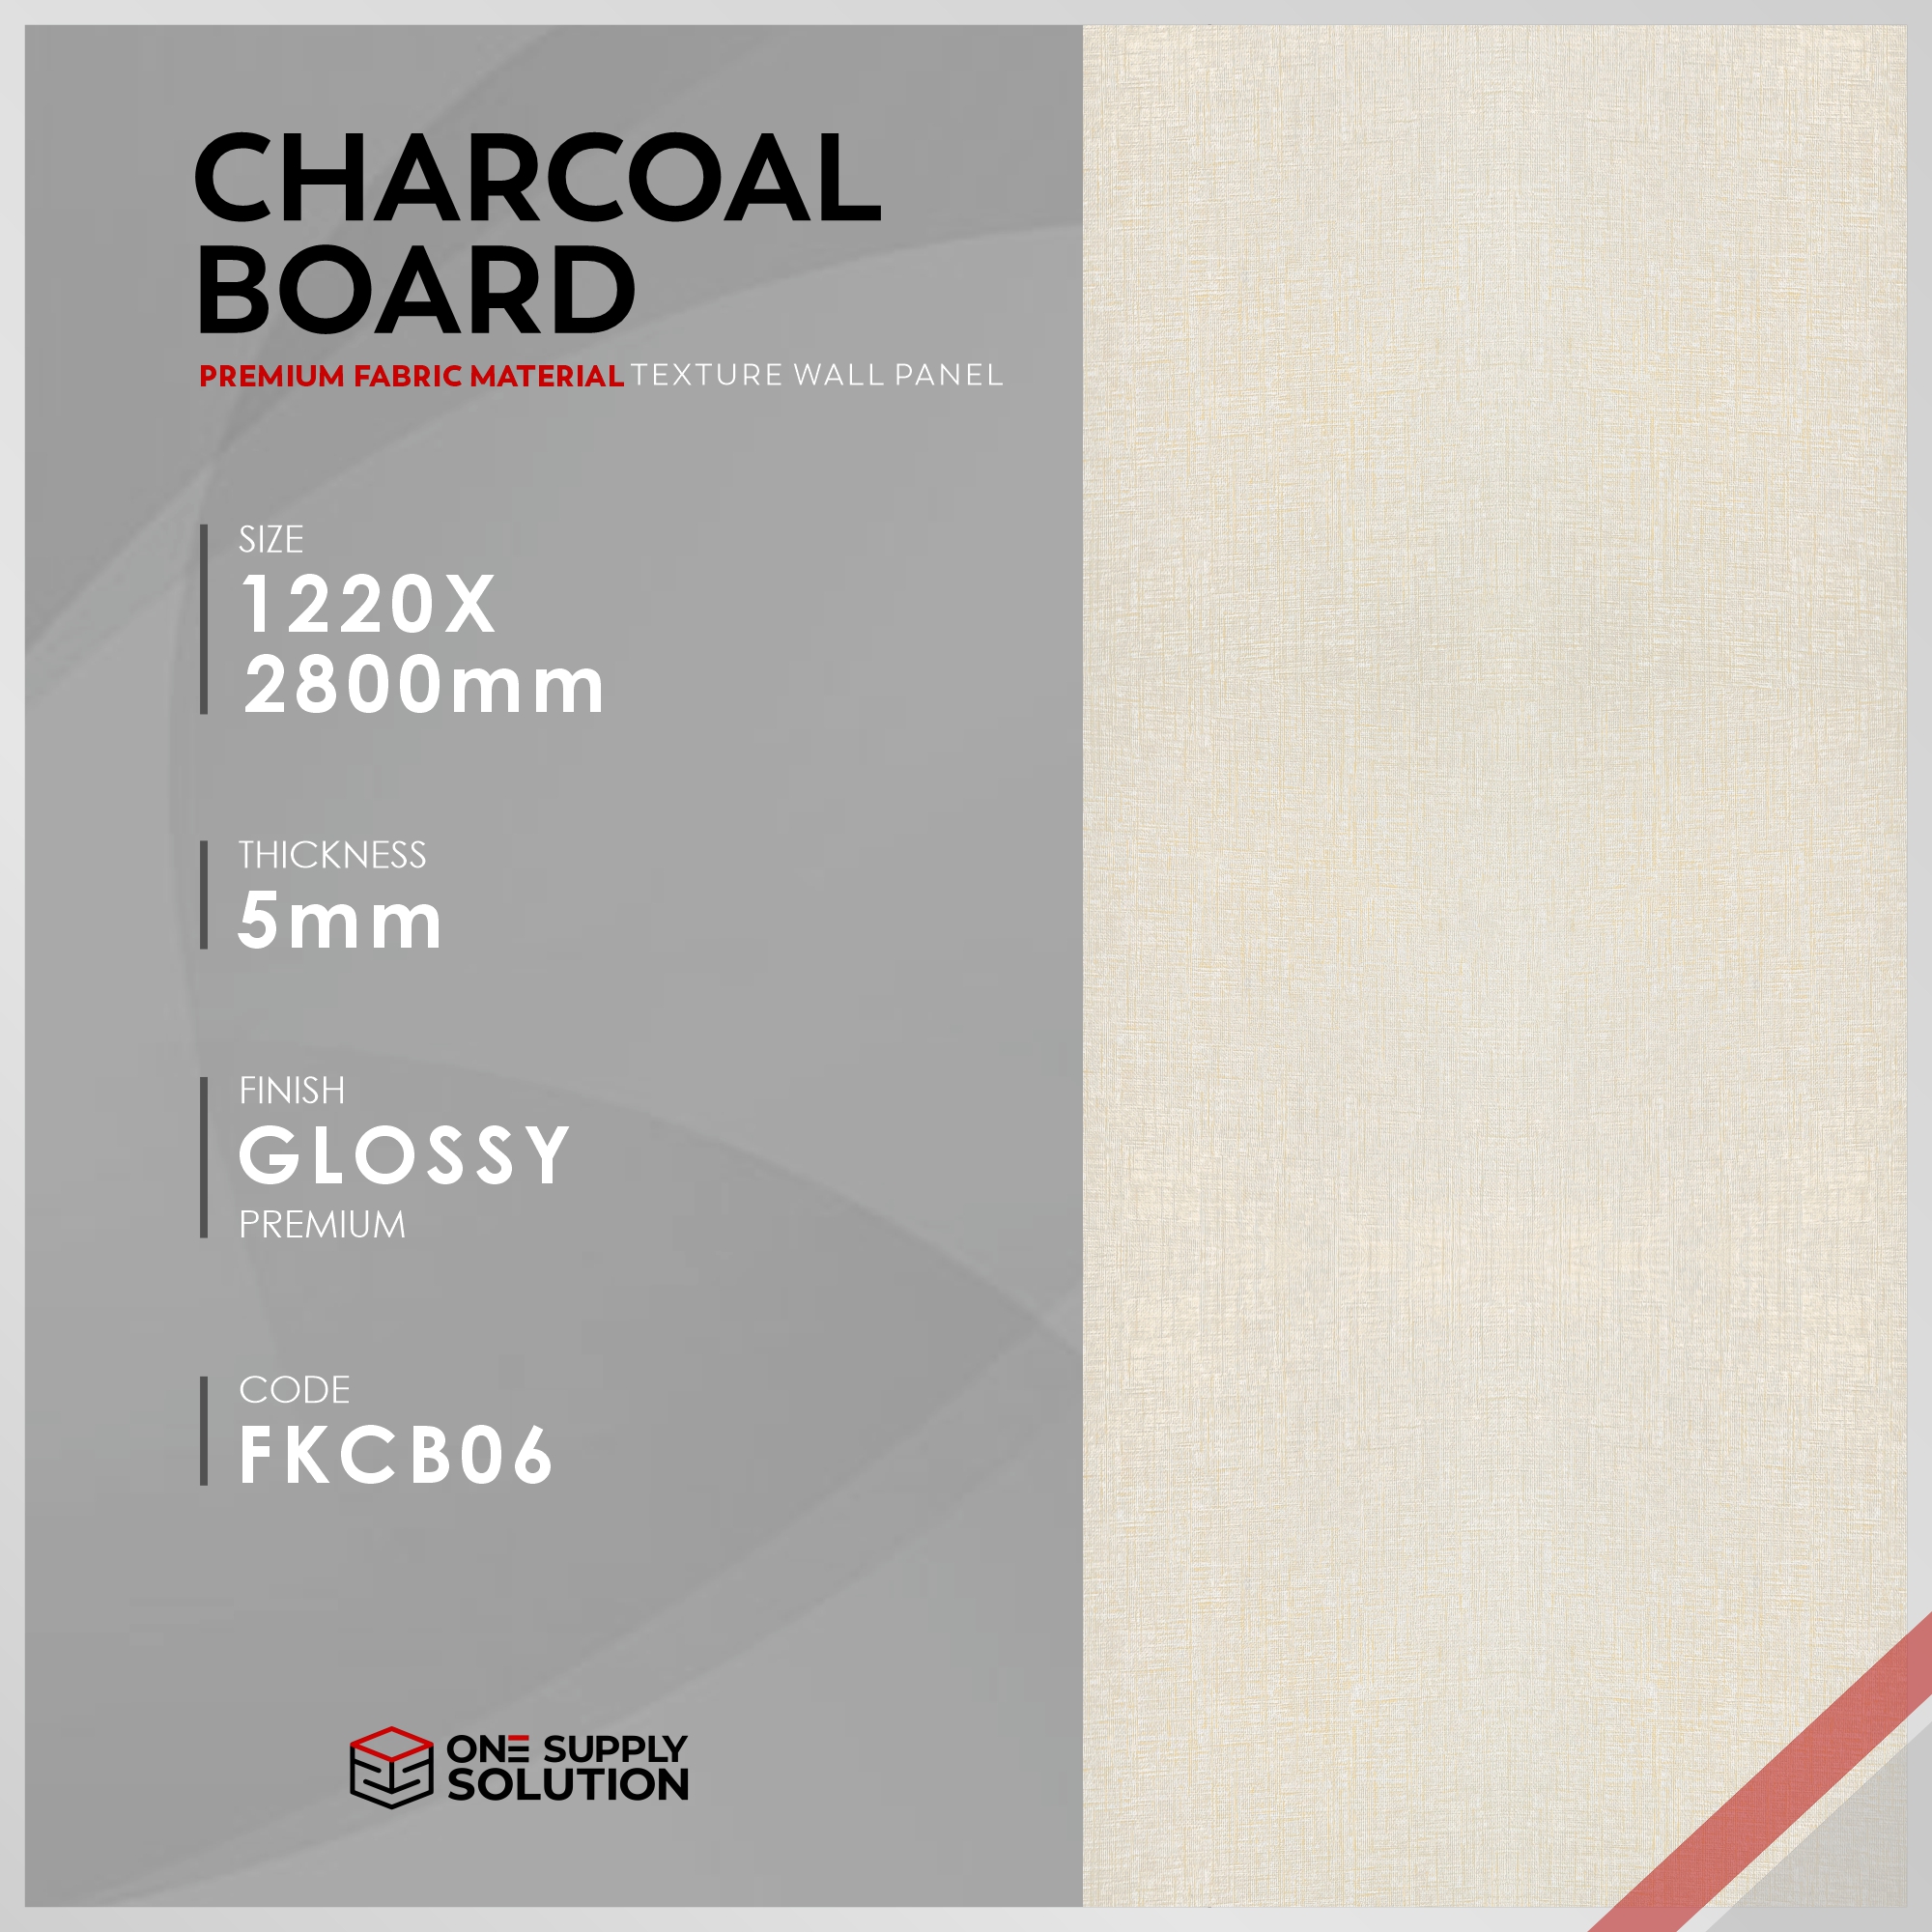 CHARCOAL
BOARD
PREMIUM FABRIC MATERIAL TEXTURE WALL PANEL
SIZE
1220X
2800mm
THICKNESS
5mm
FINISH
GLOSSY
PREMIUM
CODE
FKCB06
ONE SUPPLY
SOLUTION